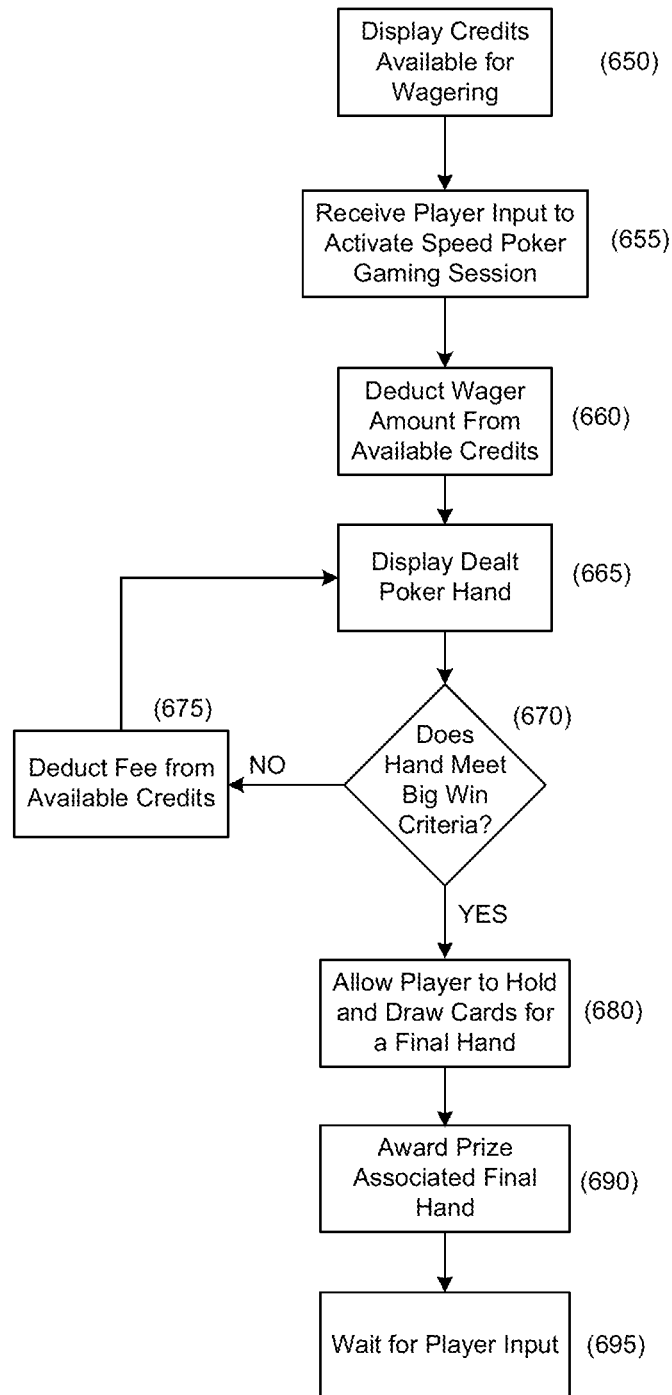 Display Credits
Available for
Wagering
(650)
Receive Player Input to
Activate Speed Poker
Gaming Session
(655)
Deduct Wager
Amount From
Available Credits
(660)
Display Dealt
Poker Hand
(665)
(675)
Deduct Fee from
Available Credits
NO
(670)
Does
Hand Meet
Big Win
Criteria?
YES
Allow Player to Hold
and Draw Cards for
a Final Hand
(680)
Award Prize
Associated Final
Hand
(690)
Wait for Player Input
(695)